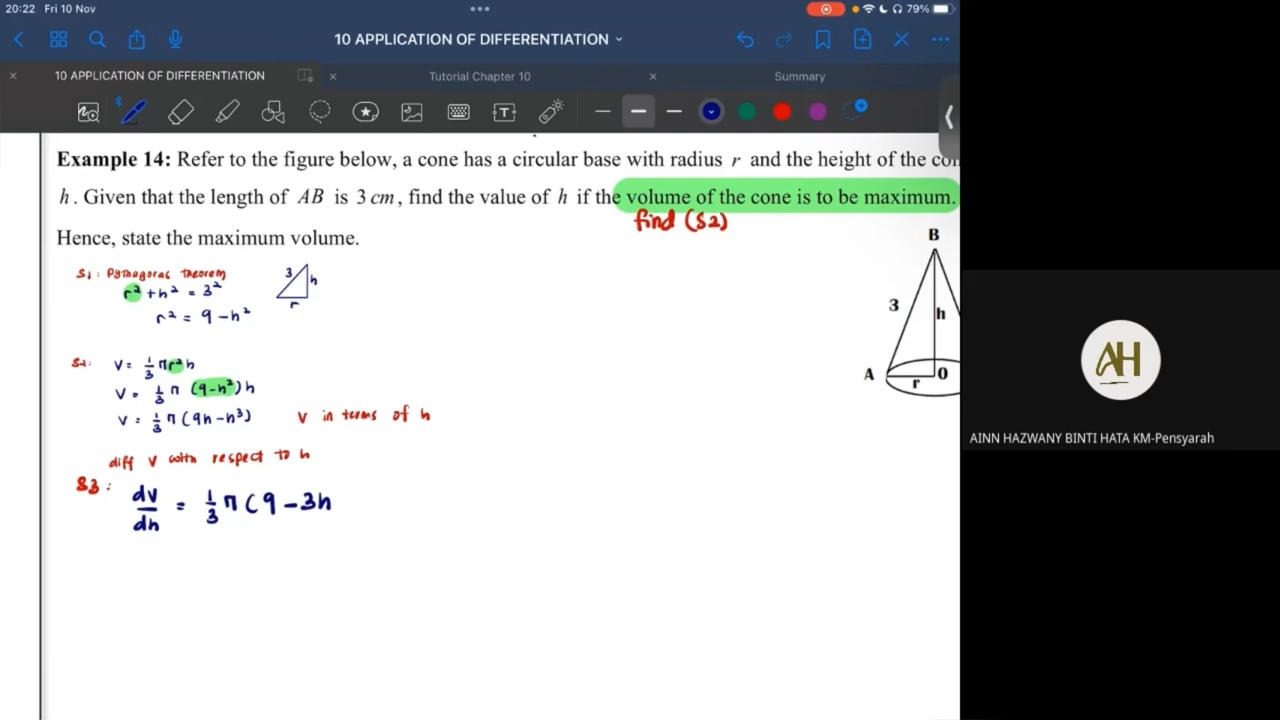 20:22 Fri 10 Nov
79%
10 APPLICATION OF DIFFERENTIATION
10 APPLICATION OF DIFFERENTIATION
Tutorial Chapter 10
Summary
Example 14: Refer to the figure below, a cone has a circular base with radius r and the height of the con
h. Given that the length of AB is 3 cm, find the value of h if the volume of the cone is to be maximum.
find (S2)
Hence, state the maximum volume.
S1: Pythagoras theorem
r² + h² = 3²
r² = 9 - h²
3
h
r
S2:
V = 1/3 π r² h
V = 1/3 π (9-h²) h
V = 1/3 π (9h - h³)
V in terms of h
diff V with respect to h
S3:
dv/dh = 1/3 π (9 - 3h
B
3
h
A
O
r
AH
AINN HAZWANY BINTI HATA KM-Pensyarah